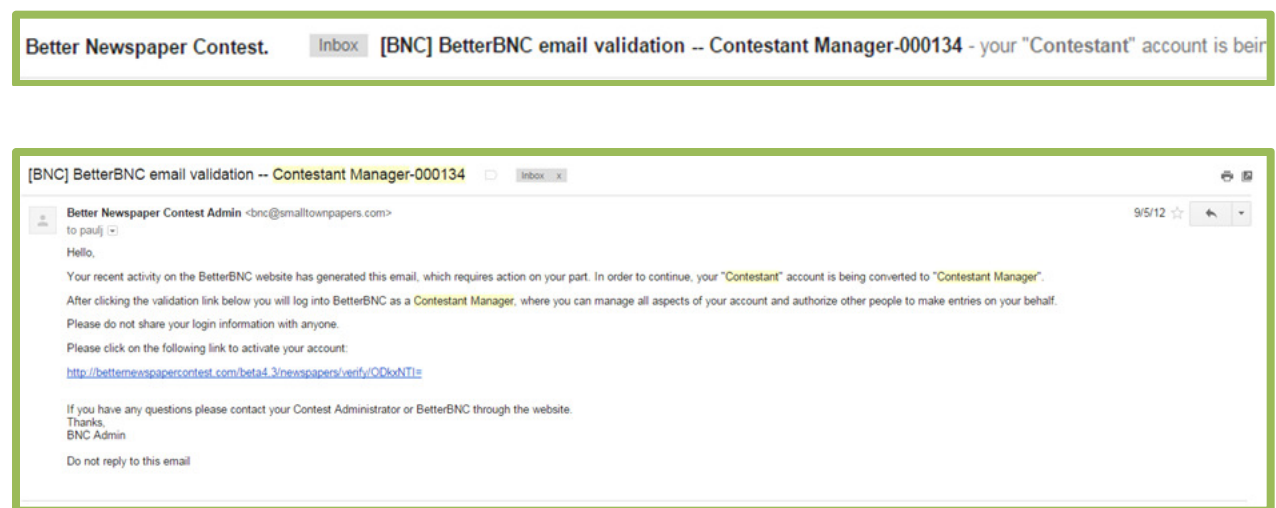 Better Newspaper Contest. Inbox [BNC] BetterBNC email validation -- Contestant Manager-000134 - your "Contestant" account is bein
[BNC] BetterBNC email validation -- Contestant Manager-000134 Inbox x
Better Newspaper Contest Admin <bnc@smalltownpapers.com> 9/5/12
to paulj
Hello,
Your recent activity on the BetterBNC website has generated this email, which requires action on your part. In order to continue, your "Contestant" account is being converted to "Contestant Manager".
After clicking the validation link below you will log into BetterBNC as a Contestant Manager, where you can manage all aspects of your account and authorize other people to make entries on your behalf.
Please do not share your login information with anyone.
Please click on the following link to activate your account:
http://betternewspapercontest.com/beta4.3/newspapers/verify/ODkxNTI=
If you have any questions please contact your Contest Administrator or BetterBNC through the website.
Thanks,
BNC Admin
Do not reply to this email